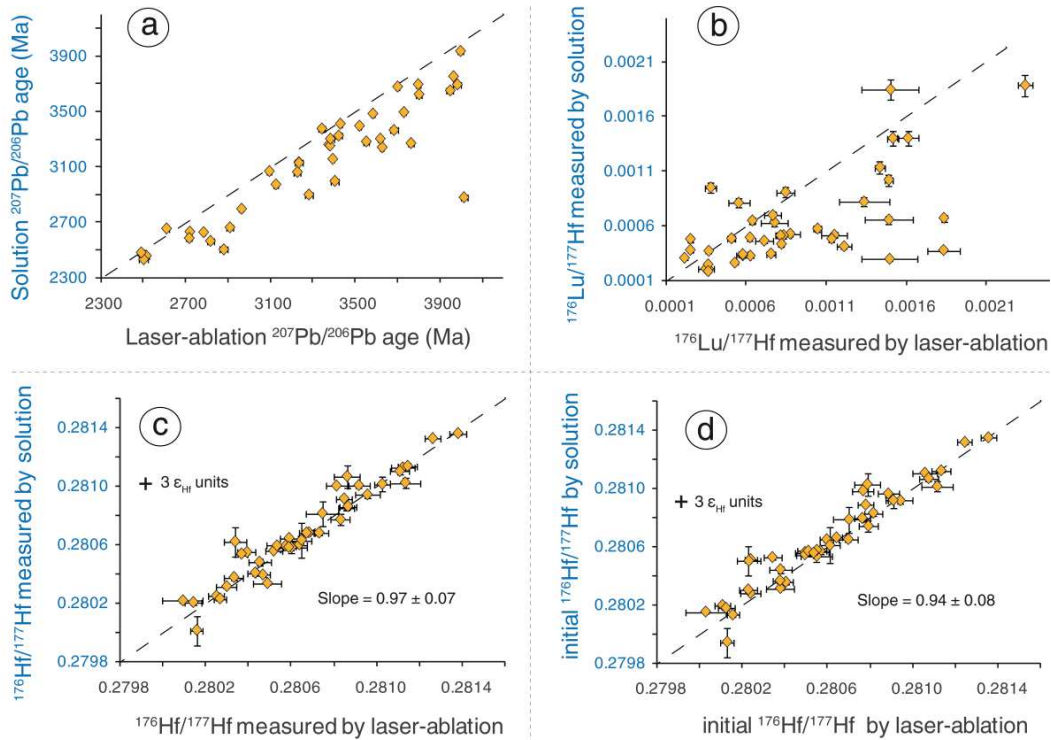 a
Solution ²⁰⁷Pb/²⁰⁶Pb age (Ma)
3900
3500
3100
2700
2300
2300 2700 3100 3500 3900
Laser-ablation ²⁰⁷Pb/²⁰⁶Pb age (Ma)
b
¹⁷⁶Lu/¹⁷⁷Hf measured by solution
0.0021
0.0016
0.0011
0.0006
0.0001
0.0001 0.0006 0.0011 0.0016 0.0021
¹⁷⁶Lu/¹⁷⁷Hf measured by laser-ablation
c
¹⁷⁶Hf/¹⁷⁷Hf measured by solution
0.2814
0.2810
0.2806
0.2802
0.2798
3 εHf units
Slope = 0.97 ± 0.07
0.2798 0.2802 0.2806 0.2810 0.2814
¹⁷⁶Hf/¹⁷⁷Hf measured by laser-ablation
d
initial ¹⁷⁶Hf/¹⁷⁷Hf by solution
0.2814
0.2810
0.2806
0.2802
0.2798
3 εHf units
Slope = 0.94 ± 0.08
0.2798 0.2802 0.2806 0.2810 0.2814
initial ¹⁷⁶Hf/¹⁷⁷Hf by laser-ablation